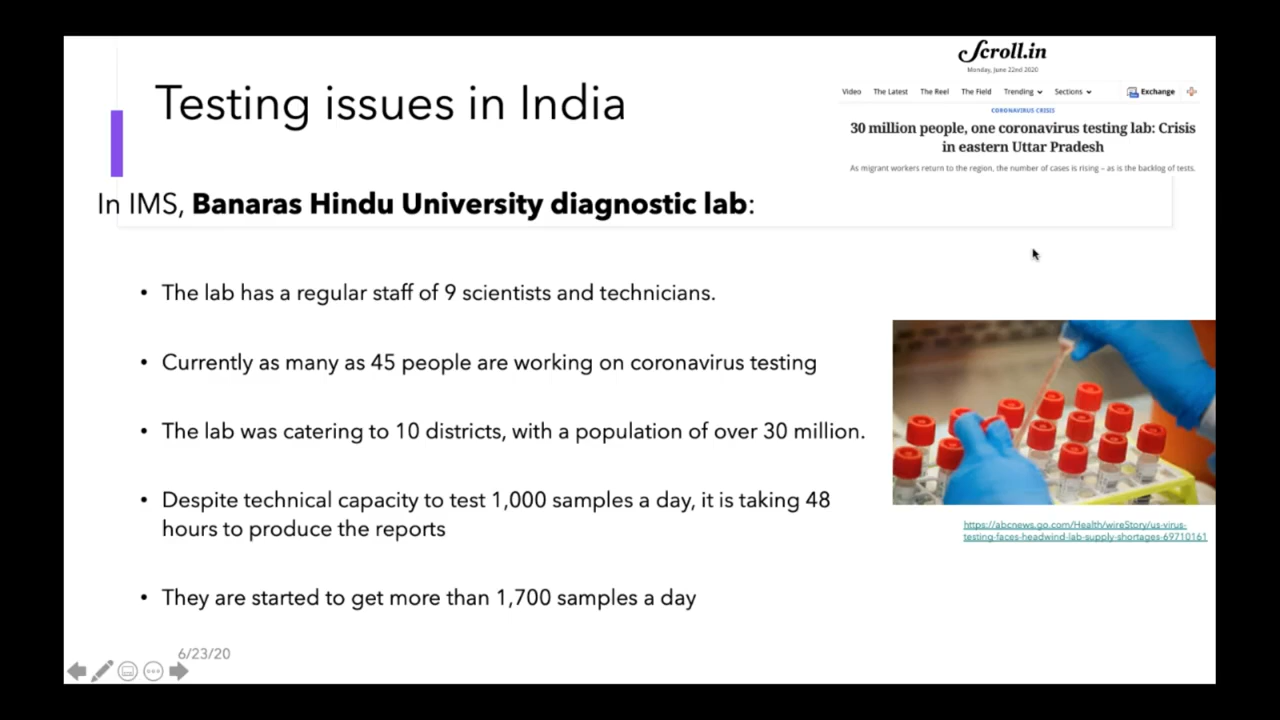 Scroll.in
Monday, June 22nd 2020
Video The Latest The Reel The Field Trending Sections Exchange
CORONAVIRUS CRISIS
30 million people, one coronavirus testing lab: Crisis
in eastern Uttar Pradesh
As migrant workers return to the region, the number of cases is rising – as is the backlog of tests.
Testing issues in India
In IMS, Banaras Hindu University diagnostic lab:
• The lab has a regular staff of 9 scientists and technicians.
• Currently as many as 45 people are working on coronavirus testing
• The lab was catering to 10 districts, with a population of over 30 million.
• Despite technical capacity to test 1,000 samples a day, it is taking 48
hours to produce the reports
• They are started to get more than 1,700 samples a day
https://abcnews.go.com/Health/wireStory/us-virus-
testing-faces-headwind-lab-supply-shortages-69710161
6/23/20